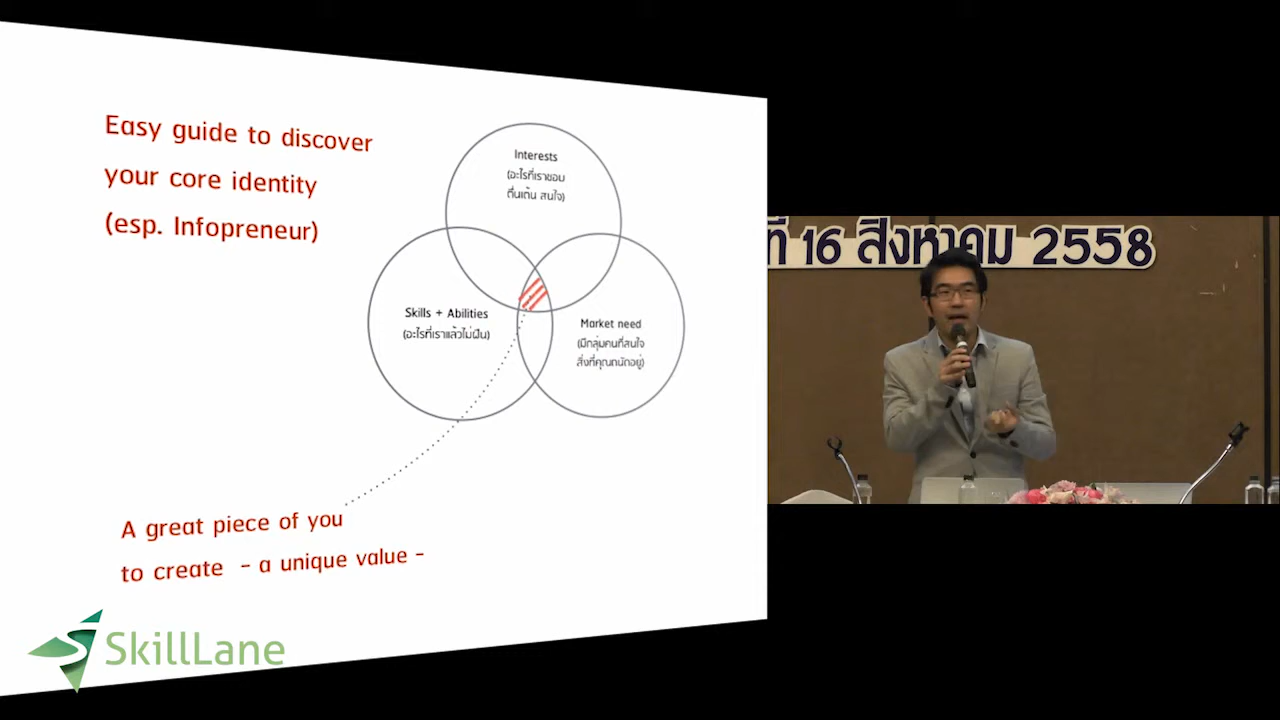 Easy guide to discover
your core identity
(esp. Infopreneur)
Interests
(อะไรที่เราชอบ
ตื่นเต้น สนใจ)
Skills + Abilities
(อะไรที่เราแล้วไม่ฝืน)
Market need
(มีกลุ่มคนที่สนใจ
สิ่งที่คุณถนัดอยู่)
A great piece of you
to create - a unique value -
SkillLane
ที่ 16 สิงหาคม 2558